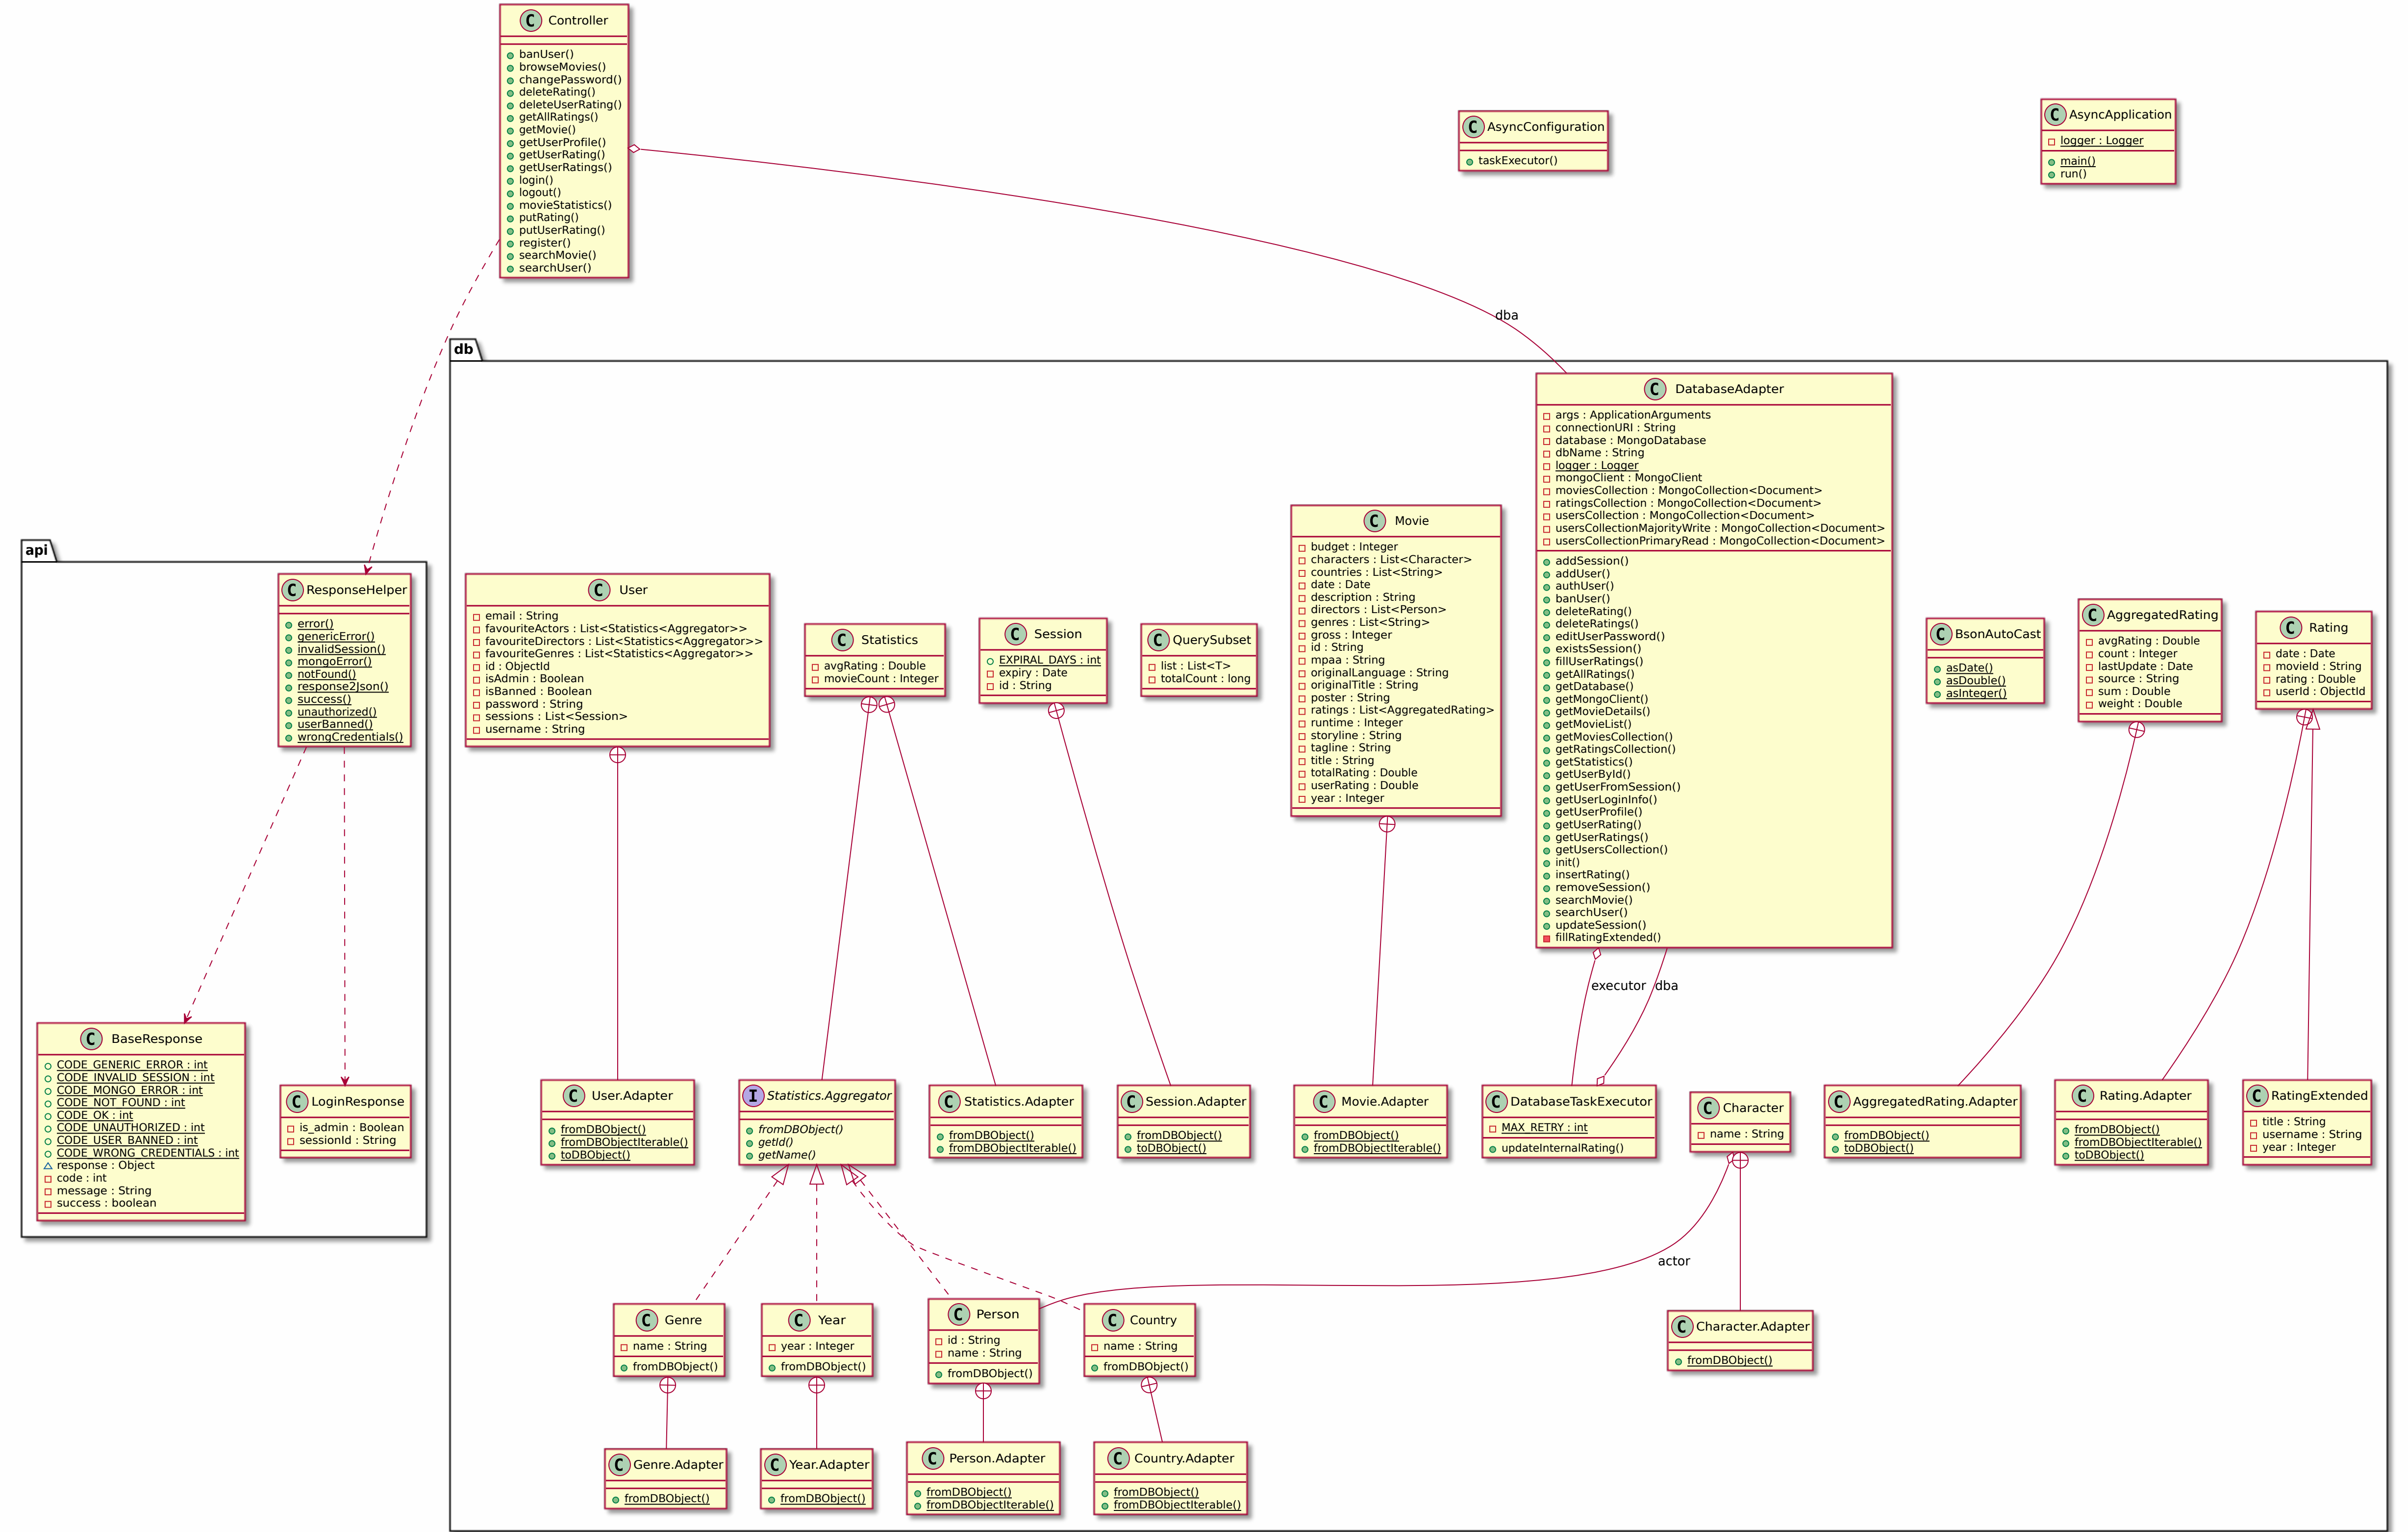 C Controller
banUser()
browseMovies()
changePassword()
deleteRating()
deleteUserRating()
getAllRatings()
getMovie()
getUserProfile()
getUserRating()
getUserRatings()
login()
logout()
movieStatistics()
putRating()
putUserRating()
register()
searchMovie()
searchUser()
C AsyncConfiguration
taskExecutor()
C AsyncApplication
logger : Logger
main()
run()
dba
db
C DatabaseAdapter
args : ApplicationArguments
connectionURI : String
database : MongoDatabase
dbName : String
logger : Logger
mongoClient : MongoClient
moviesCollection : MongoCollection<Document>
ratingsCollection : MongoCollection<Document>
usersCollection : MongoCollection<Document>
usersCollectionMajorityWrite : MongoCollection<Document>
usersCollectionPrimaryRead : MongoCollection<Document>
addSession()
addUser()
authUser()
banUser()
deleteRating()
deleteRatings()
editUserPassword()
existsSession()
fillUserRatings()
getAllRatings()
getDatabase()
getMongoClient()
getMovieDetails()
getMovieList()
getMoviesCollection()
getRatingsCollection()
getStatistics()
getUserById()
getUserFromSession()
getUserLoginInfo()
getUserProfile()
getUserRating()
getUserRatings()
getUsersCollection()
init()
insertRating()
removeSession()
searchMovie()
searchUser()
updateSession()
fillRatingExtended()
api
C ResponseHelper
error()
genericError()
invalidSession()
mongoError()
notFound()
response2Json()
success()
unauthorized()
userBanned()
wrongCredentials()
C User
email : String
favouriteActors : List<Statistics<Aggregator>>
favouriteDirectors : List<Statistics<Aggregator>>
favouriteGenres : List<Statistics<Aggregator>>
id : ObjectId
isAdmin : Boolean
isBanned : Boolean
password : String
sessions : List<Session>
username : String
C Statistics
avgRating : Double
movieCount : Integer
C Session
EXPIRAL_DAYS : int
expiry : Date
id : String
C QuerySubset
list : List<T>
totalCount : long
C Movie
budget : Integer
characters : List<Character>
countries : List<String>
date : Date
description : String
directors : List<Person>
genres : List<String>
gross : Integer
id : String
mpaa : String
originalLanguage : String
originalTitle : String
poster : String
ratings : List<AggregatedRating>
runtime : Integer
storyline : String
tagline : String
title : String
totalRating : Double
userRating : Double
year : Integer
C BsonAutoCast
asDate()
asDouble()
asInteger()
C AggregatedRating
avgRating : Double
count : Integer
lastUpdate : Date
source : String
sum : Double
weight : Double
C Rating
date : Date
movieId : String
rating : Double
userId : ObjectId
executor
dba
C BaseResponse
CODE_GENERIC_ERROR : int
CODE_INVALID_SESSION : int
CODE_MONGO_ERROR : int
CODE_NOT_FOUND : int
CODE_OK : int
CODE_UNAUTHORIZED : int
CODE_USER_BANNED : int
CODE_WRONG_CREDENTIALS : int
response : Object
code : int
message : String
success : boolean
C LoginResponse
is_admin : Boolean
sessionId : String
C User.Adapter
fromDBObject()
fromDBObjectIterable()
toDBObject()
I Statistics.Aggregator
fromDBObject()
getId()
getName()
C Statistics.Adapter
fromDBObject()
fromDBObjectIterable()
C Session.Adapter
fromDBObject()
toDBObject()
C Movie.Adapter
fromDBObject()
fromDBObjectIterable()
C DatabaseTaskExecutor
MAX_RETRY : int
updateInternalRating()
C Character
name : String
C AggregatedRating.Adapter
fromDBObject()
toDBObject()
C Rating.Adapter
fromDBObject()
fromDBObjectIterable()
toDBObject()
C RatingExtended
title : String
username : String
year : Integer
actor
C Genre
name : String
fromDBObject()
C Year
year : Integer
fromDBObject()
C Person
id : String
name : String
fromDBObject()
C Country
name : String
fromDBObject()
C Character.Adapter
fromDBObject()
C Genre.Adapter
fromDBObject()
C Year.Adapter
fromDBObject()
C Person.Adapter
fromDBObject()
fromDBObjectIterable()
C Country.Adapter
fromDBObject()
fromDBObjectIterable()